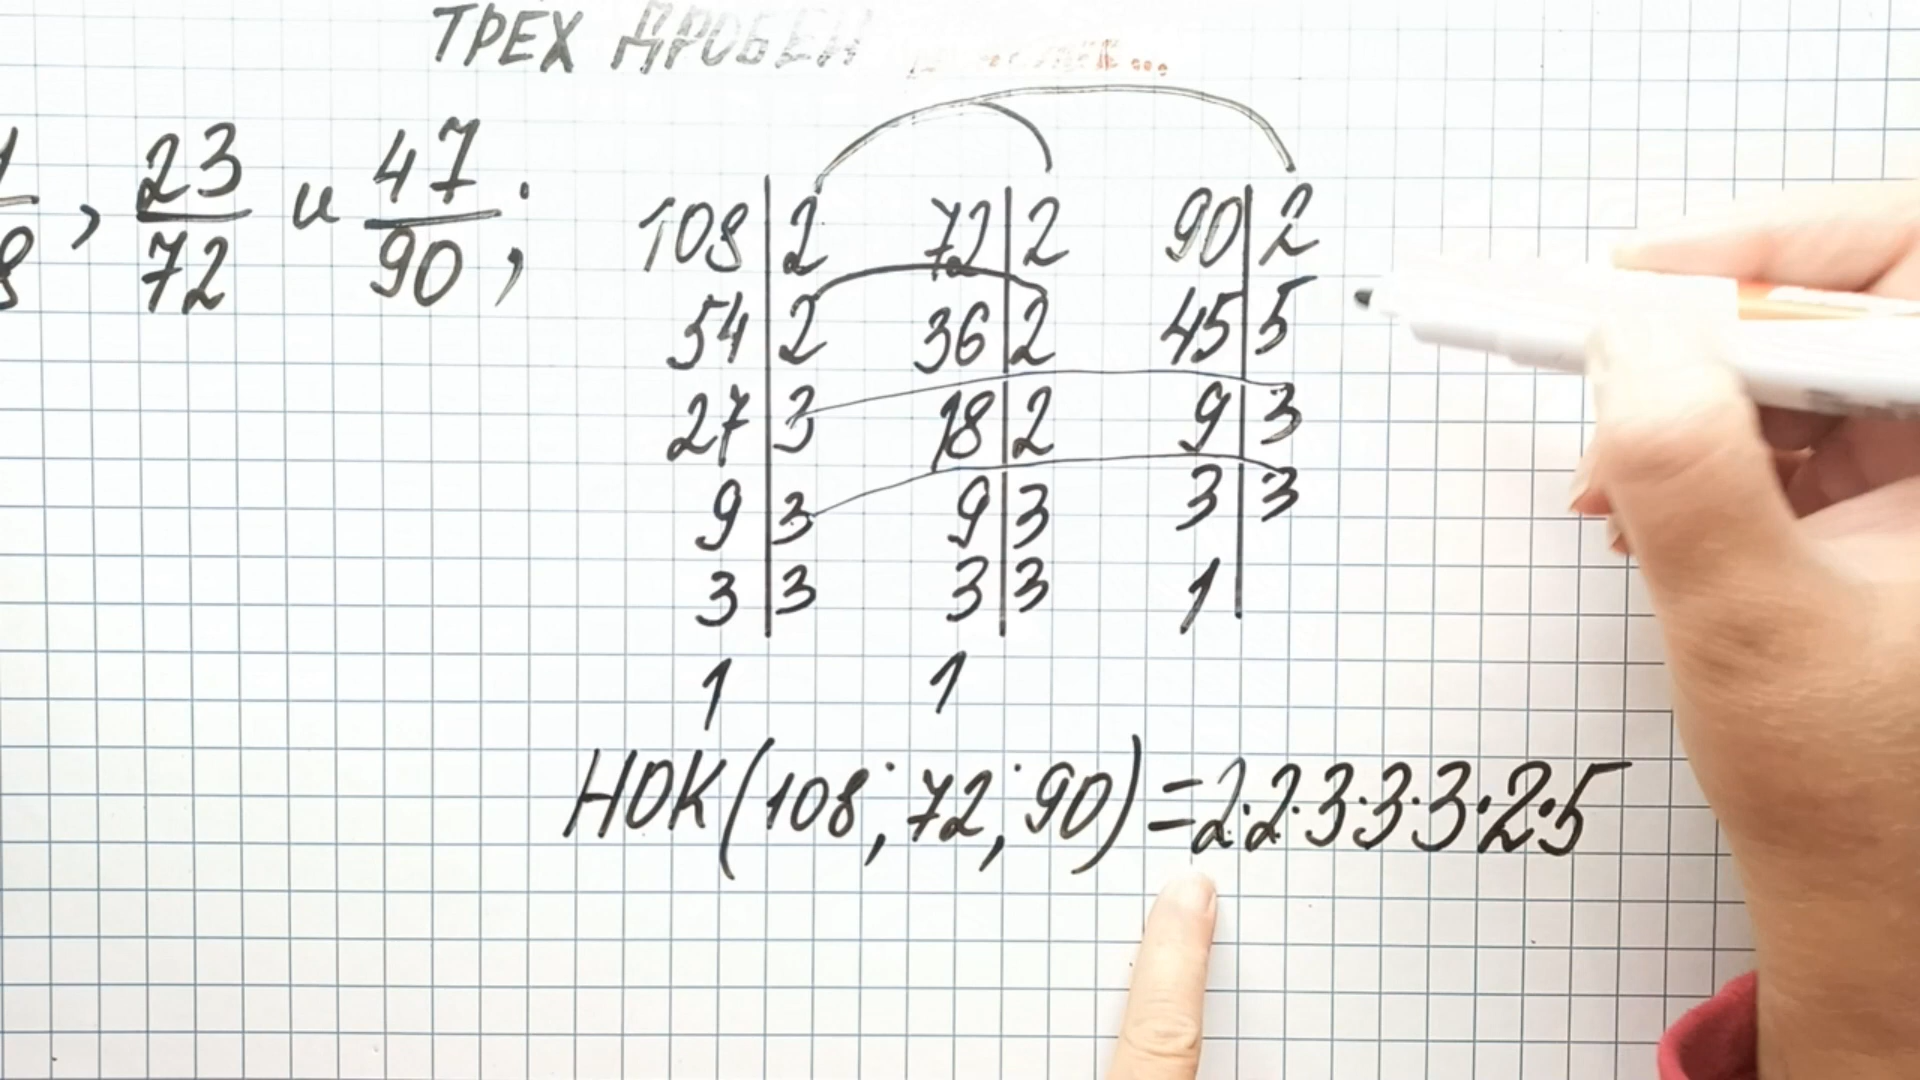 ТРЁХ ДРОБЕЙ
, 23/72 и 47/90;
108|2 72|2 90|2
54|2 36|2 45|5
27|3 18|2 9|3
9|3 9|3 3|3
3|3 3|3 1
1 1
НОК(108; 72; 90)=2·2·3·3·3·2·5